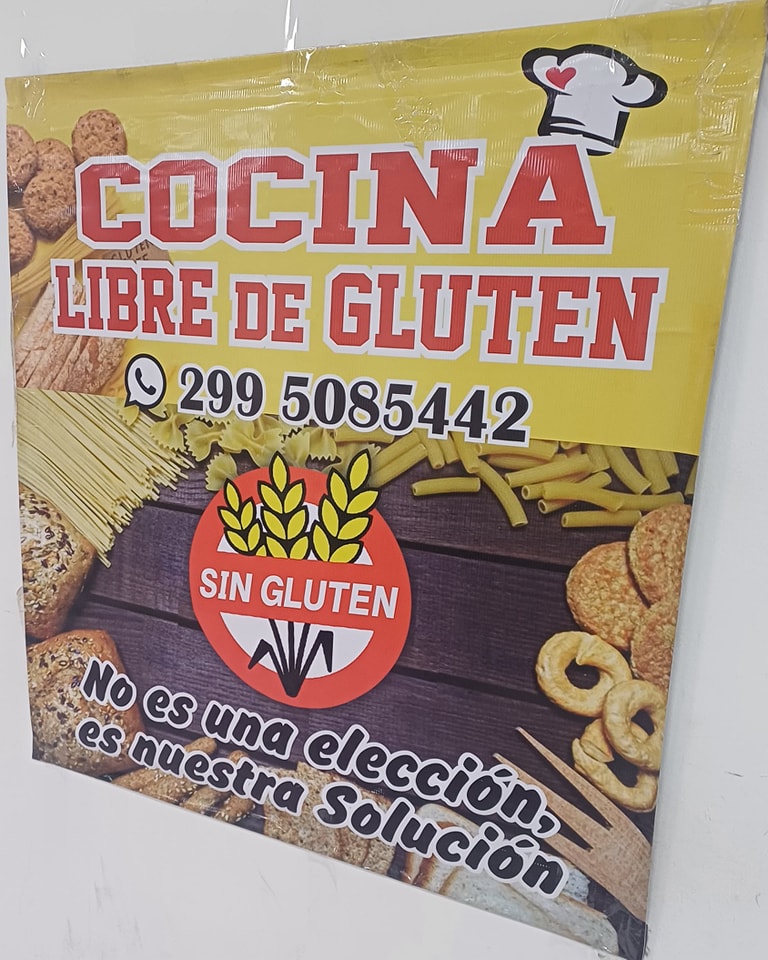 COCINA
LIBRE DE GLUTEN
299 5085442
SIN GLUTEN
No es una elección,
es nuestra Solución